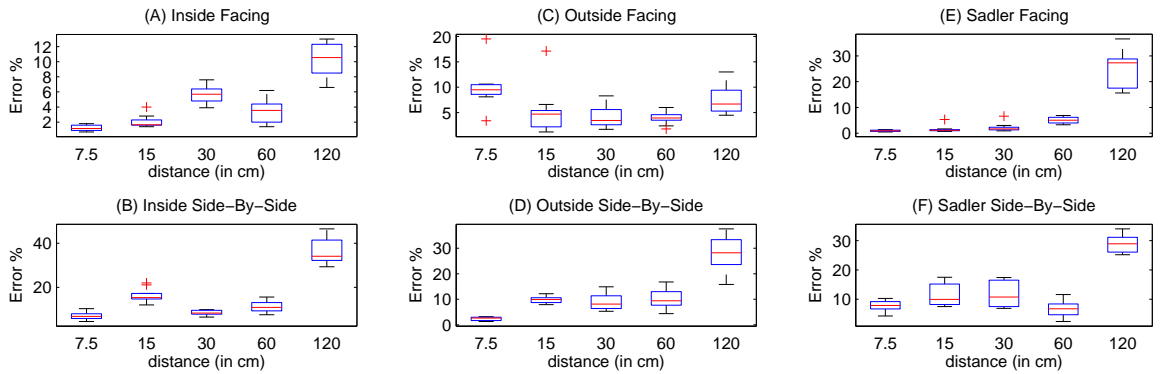 (A) Inside Facing
Error %
12
10
8
6
4
2
7.5 15 30 60 120
distance (in cm)
(C) Outside Facing
Error %
20
15
10
5
7.5 15 30 60 120
distance (in cm)
(E) Sadler Facing
Error %
30
20
10
0
7.5 15 30 60 120
distance (in cm)
(B) Inside Side−By−Side
Error %
40
20
7.5 15 30 60 120
distance (in cm)
(D) Outside Side−By−Side
Error %
30
20
10
0
7.5 15 30 60 120
distance (in cm)
(F) Sadler Side−By−Side
Error %
30
20
10
7.5 15 30 60 120
distance (in cm)